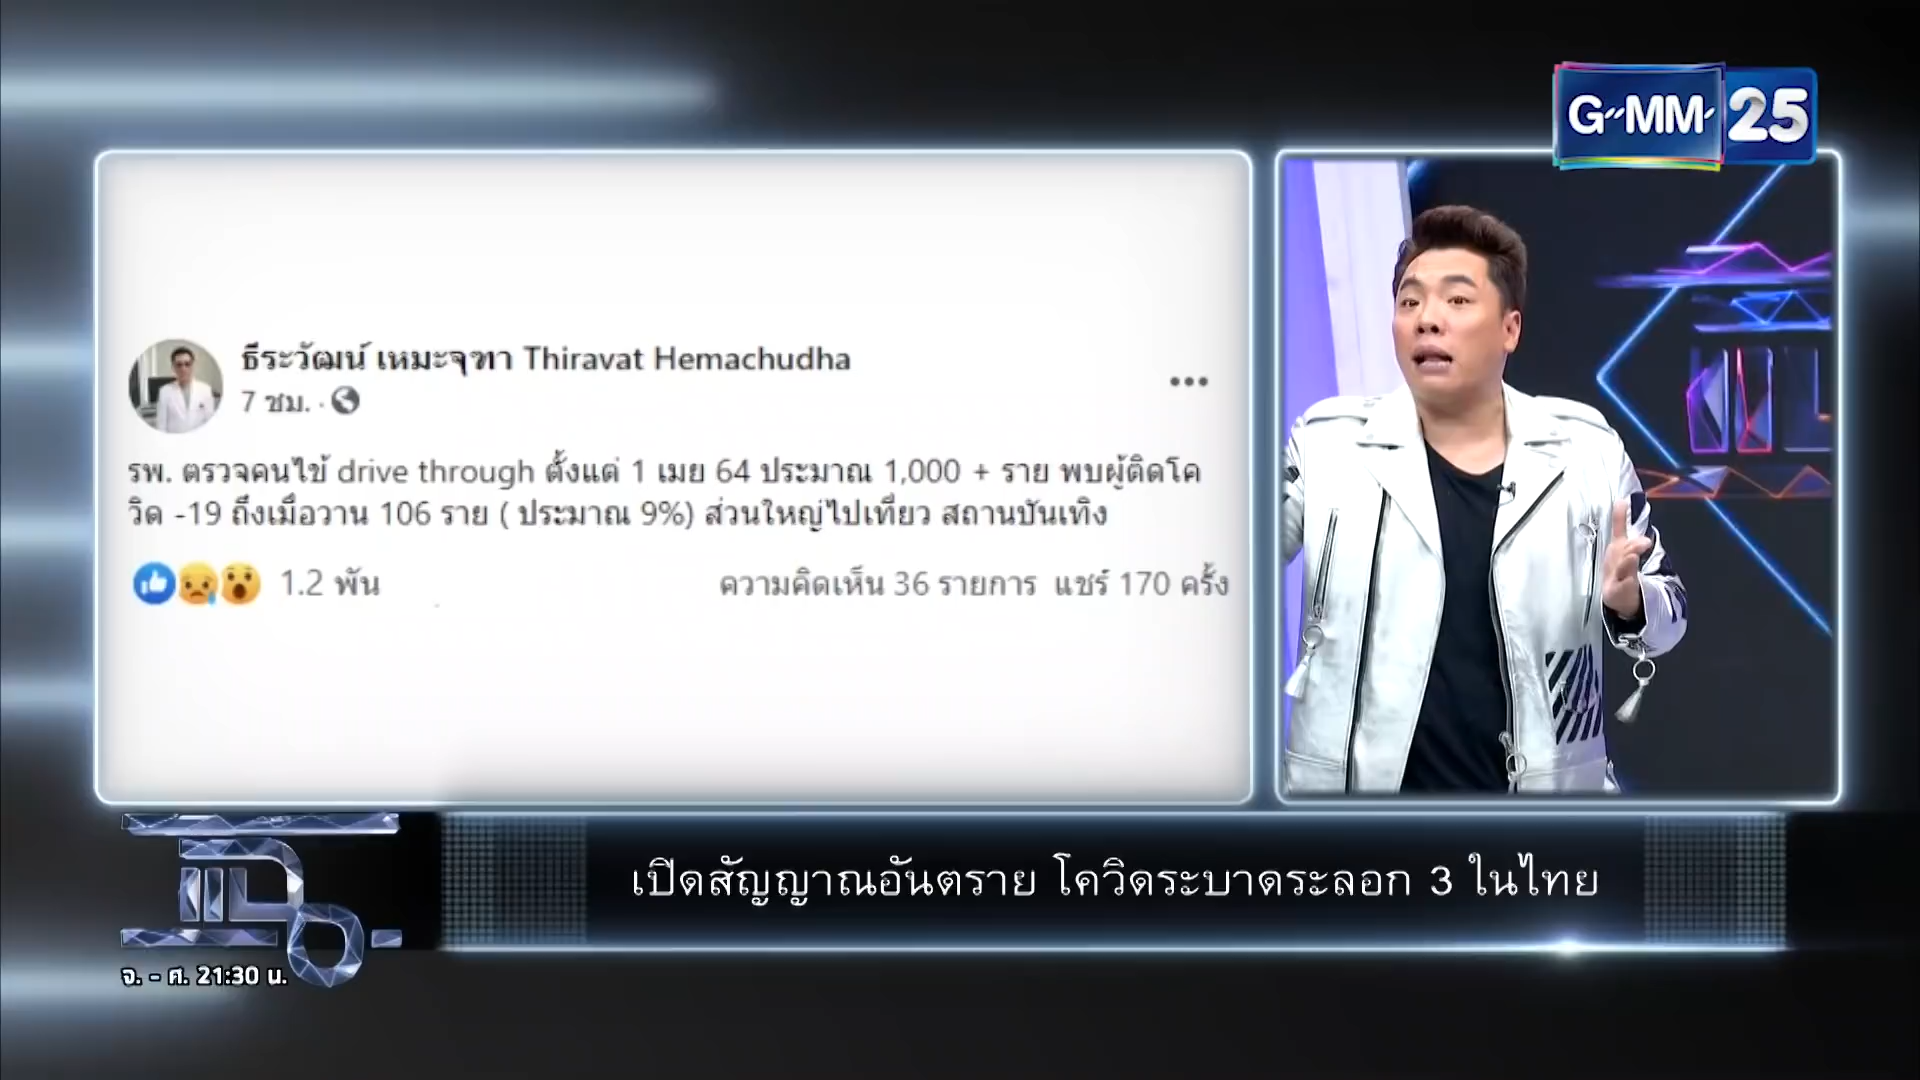 G"MM' 25
ธีระวัฒน์ เหมะจุฑา Thiravat Hemachudha
7 ชม. ·
รพ. ตรวจคนไข้ drive through ตั้งแต่ 1 เมย 64 ประมาณ 1,000 + ราย พบผู้ติดโค
วิด -19 ถึงเมื่อวาน 106 ราย ( ประมาณ 9%) ส่วนใหญ่ไปเที่ยว สถานบันเทิง
1.2 พัน ความคิดเห็น 36 รายการ แชร์ 170 ครั้ง
เปิดสัญญาณอันตราย โควิดระบาดระลอก 3 ในไทย
จ. - ศ. 21:30 น.